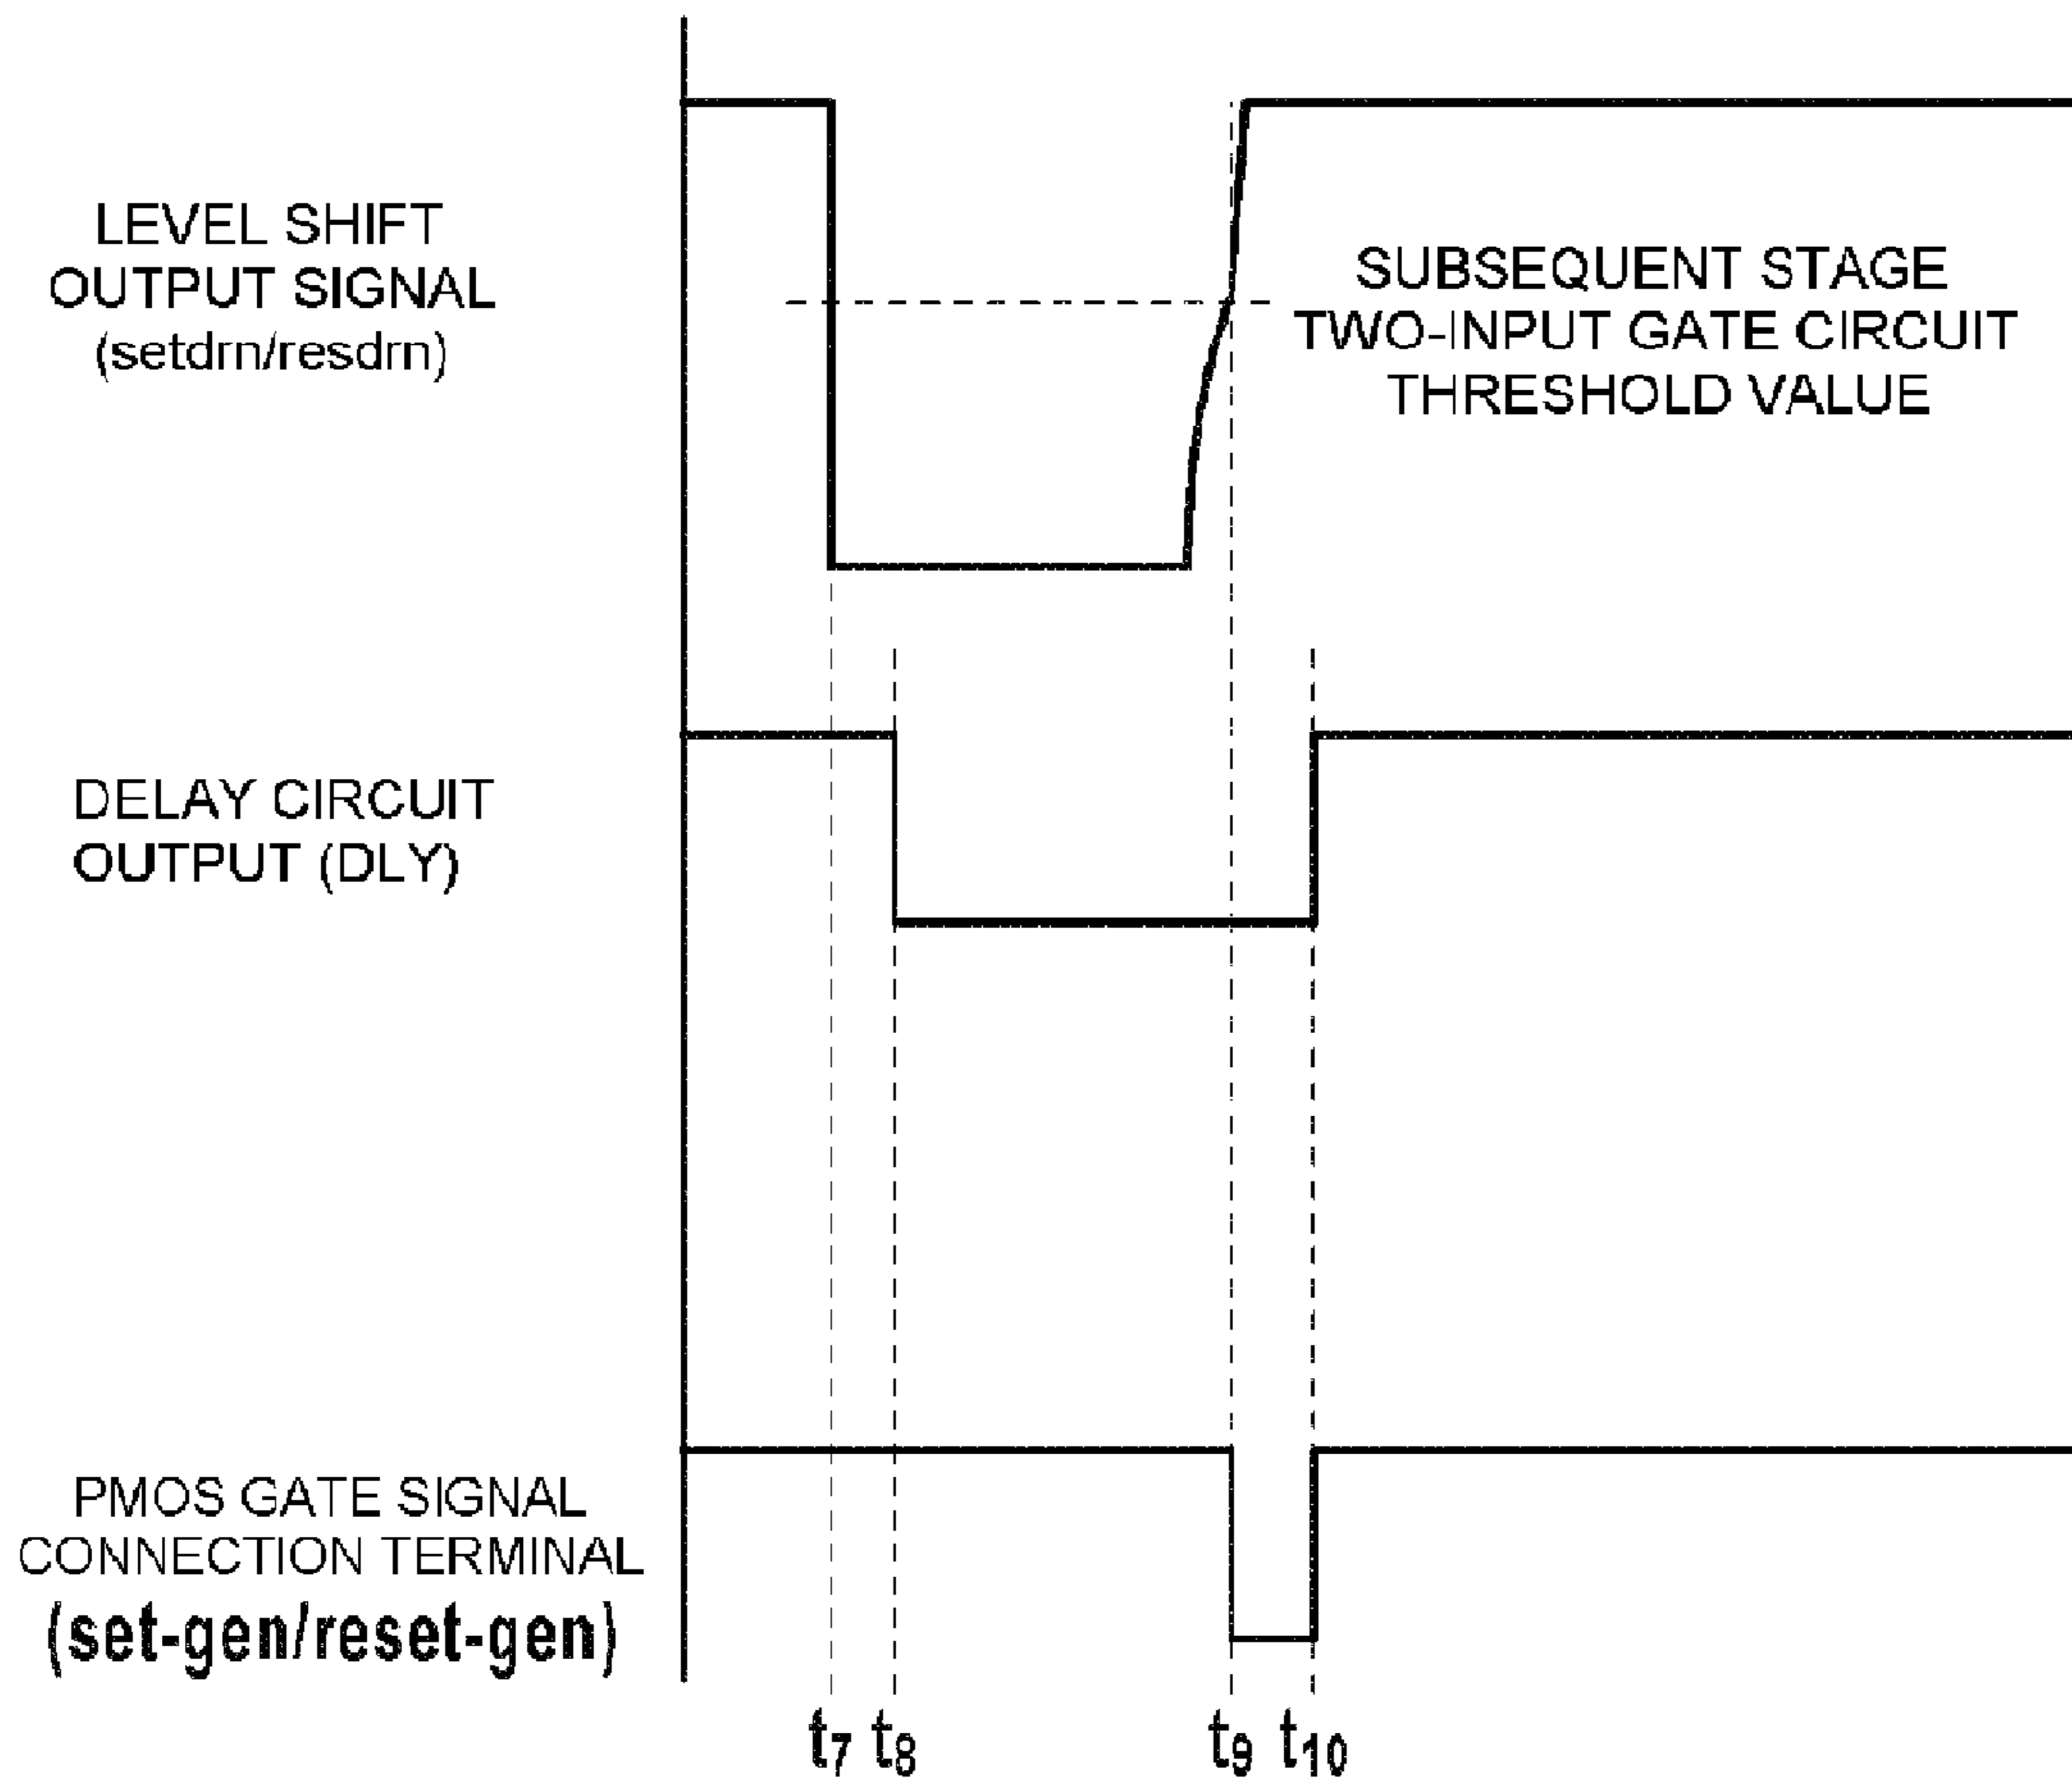 LEVEL SHIFT
OUTPUT SIGNAL
(setdrn/resdrn)
SUBSEQUENT STAGE
TWO-INPUT GATE CIRCUIT
THRESHOLD VALUE
DELAY CIRCUIT
OUTPUT (DLY)
PMOS GATE SIGNAL
CONNECTION TERMINAL
(set-gen/reset-gen)
t7 t8 t9 t10